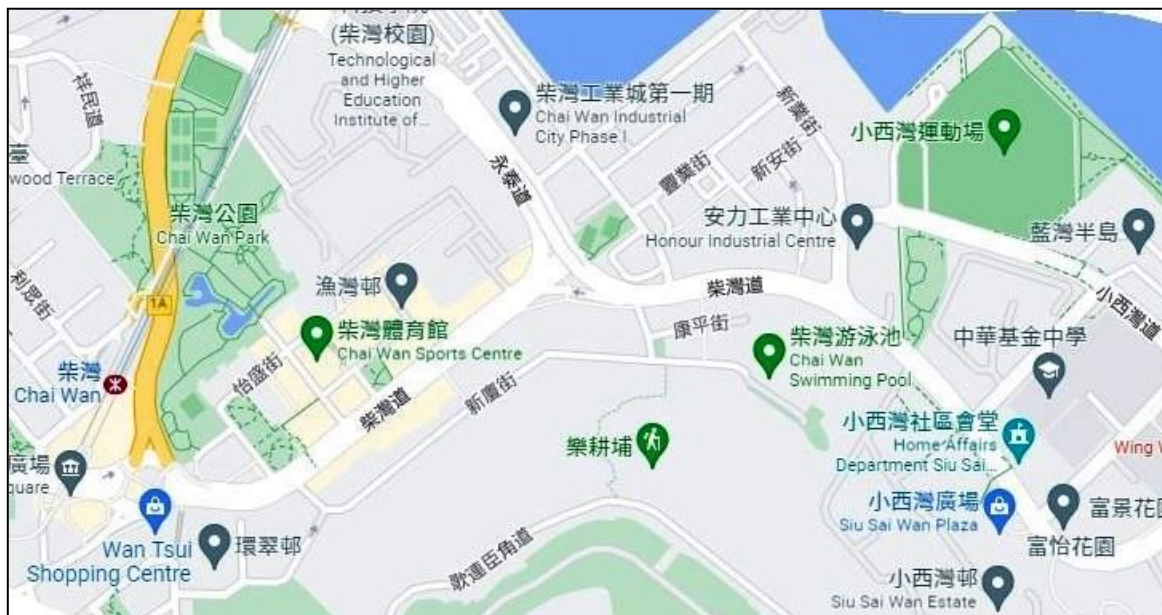 (柴灣校園)
Technological
and Higher
Education
Institute of...
祥民道
臺
wood Terrace
柴灣公園
Chai Wan Park
利眾街
1A
柴灣
Chai Wan
廣場
quare
Wan Tsui
Shopping Centre
環翠邨
漁灣邨
柴灣體育館
Chai Wan Sports Centre
怡盛街
柴灣道
新廈街
永泰道
柴灣工業城第一期
Chai Wan Industrial
City Phase I
豐業街
新安街
新業街
安力工業中心
Honour Industrial Centre
柴灣道
康平街
柴灣游泳池
Chai Wan
Swimming Pool
樂耕埔
歌連臣角道
小西灣運動場
藍灣半島
小西灣道
中華基金中學
小西灣社區會堂
Home Affairs
Department Siu Sai...
Wing W
小西灣廣場
Siu Sai Wan Plaza
富景花園
富怡花園
小西灣邨
Siu Sai Wan Estate